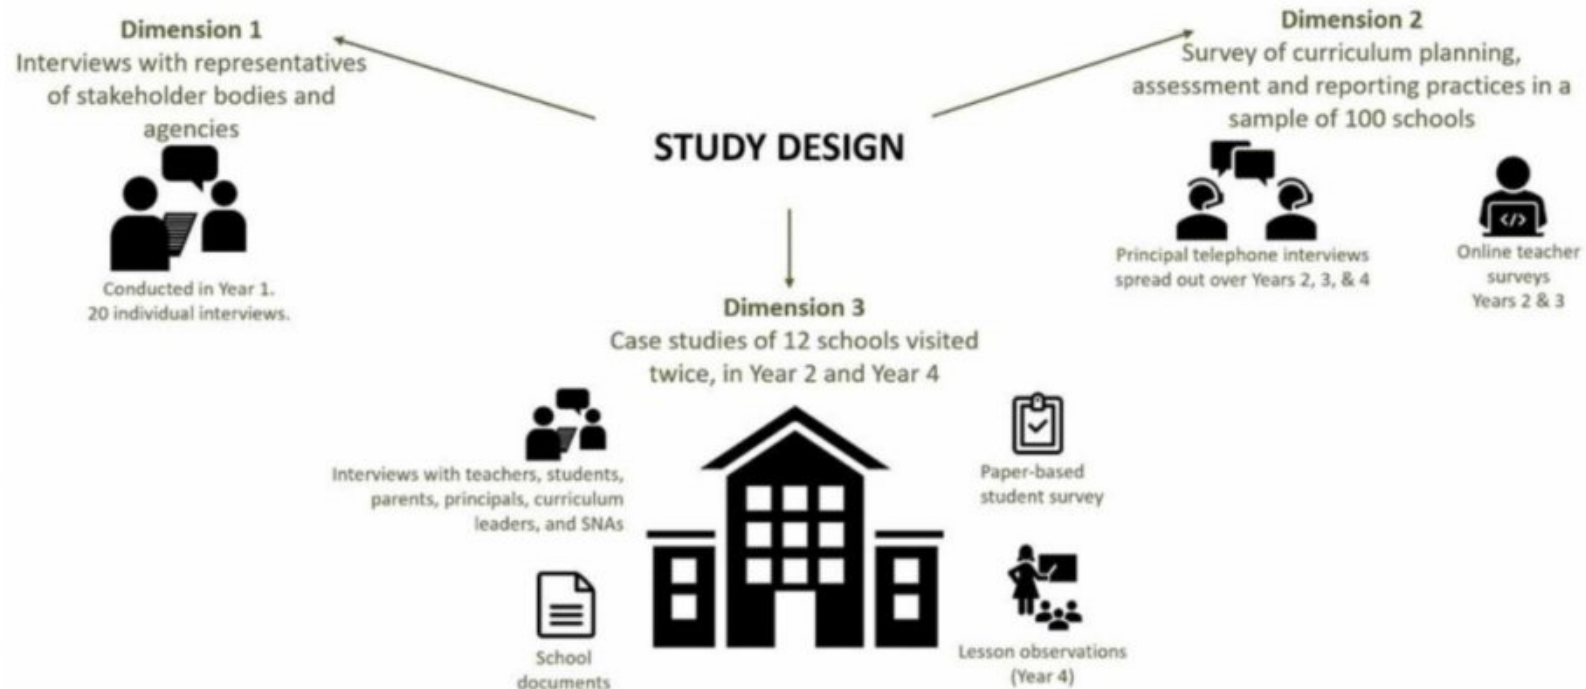 Dimension 1
Interviews with representatives
of stakeholder bodies and
agencies
Conducted in Year 1.
20 individual interviews.
STUDY DESIGN
Dimension 2
Survey of curriculum planning,
assessment and reporting practices in a
sample of 100 schools
Principal telephone interviews
spread out over Years 2, 3, & 4
</>
Online teacher
surveys
Years 2 & 3
Dimension 3
Case studies of 12 schools visited
twice, in Year 2 and Year 4
Interviews with teachers, students,
parents, principals, curriculum
leaders, and SNAs
Paper-based
student survey
School
documents
Lesson observations
(Year 4)